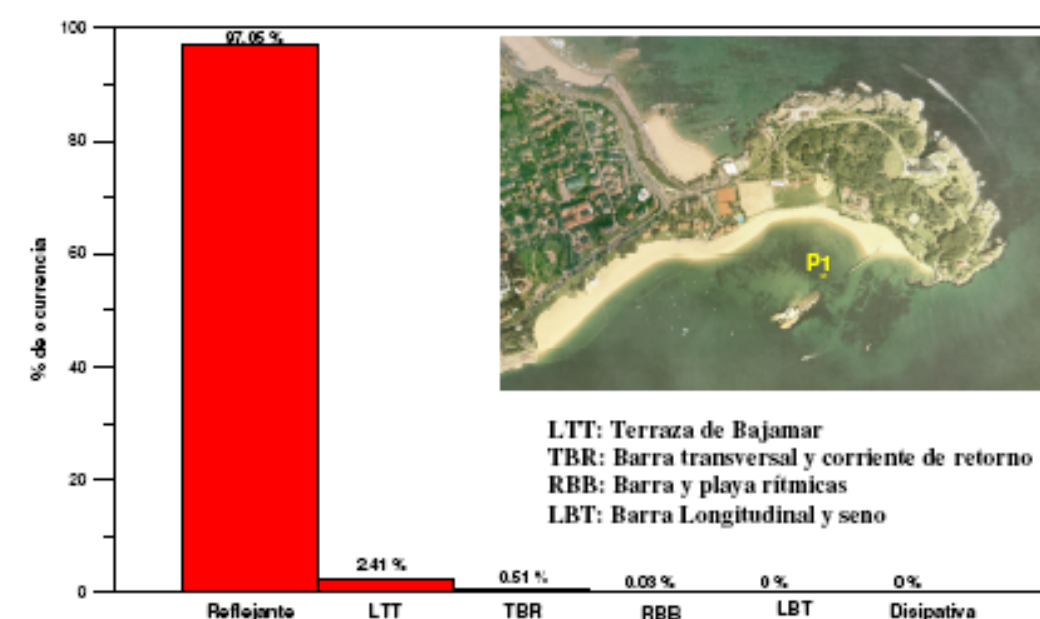 100
97.05 %
80
60
% de ocurrencia
P1
40
LTT: Terraza de Bajamar
TBR: Barra transversal y corriente de retorno
RBB: Barra y playa rítmicas
LBT: Barra Longitudinal y seno
20
2.41 %
0.51 %
0.03 %
0 %
0 %
0
Reflejante
LTT
TBR
RBB
LBT
Disipativa